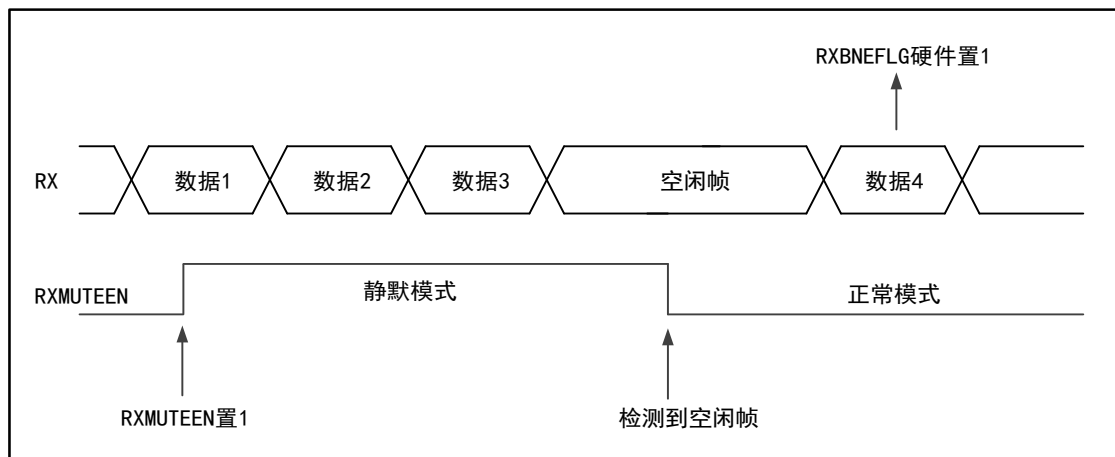 RXBNEFLG硬件置1
RX 数据1 数据2 数据3 空闲帧 数据4
RXMUTEEN 静默模式 正常模式
RXMUTEEN置1 检测到空闲帧